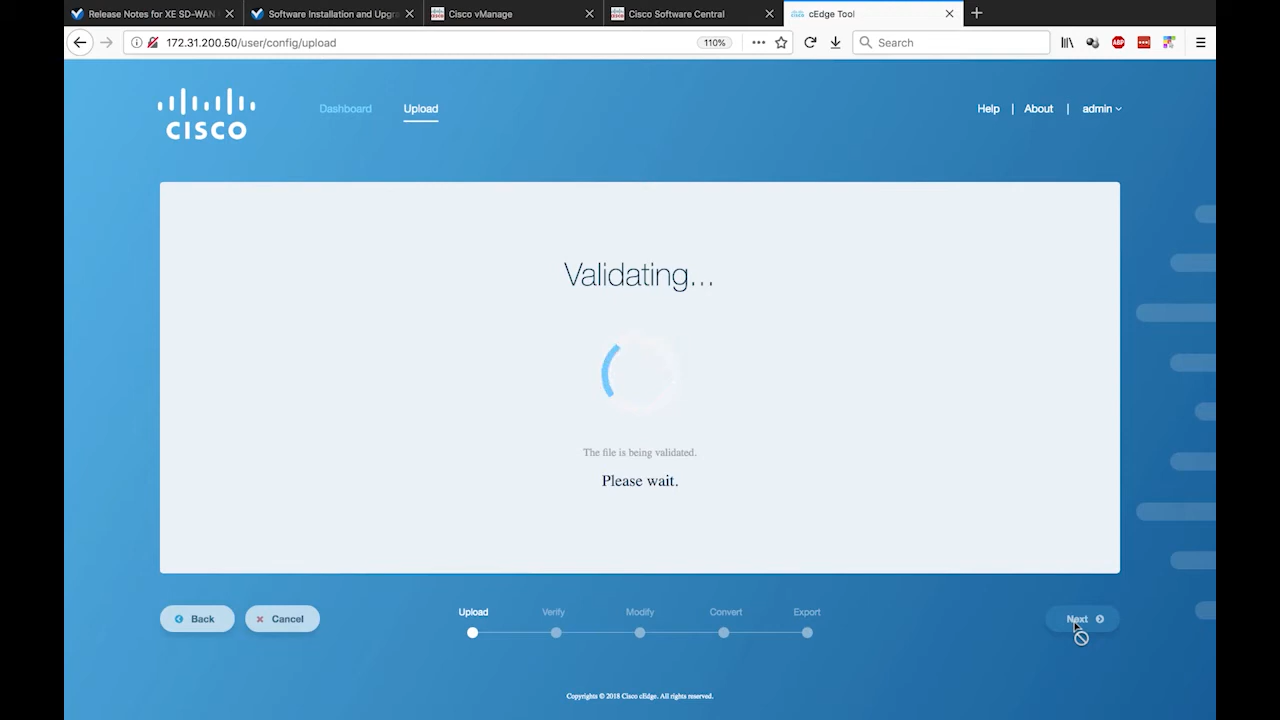 Release Notes for XE SD-WAN
Software Installation and Upgra
Cisco vManage
Cisco Software Central
cEdge Tool
172.31.200.50/user/config/upload
110%
Search
ABP
CISCO
Dashboard
Upload
Help | About | admin
Validating...
The file is being validated.
Please wait.
Back
Cancel
Upload
Verify
Modify
Convert
Export
Next
Copyrights © 2018 Cisco cEdge. All rights reserved.